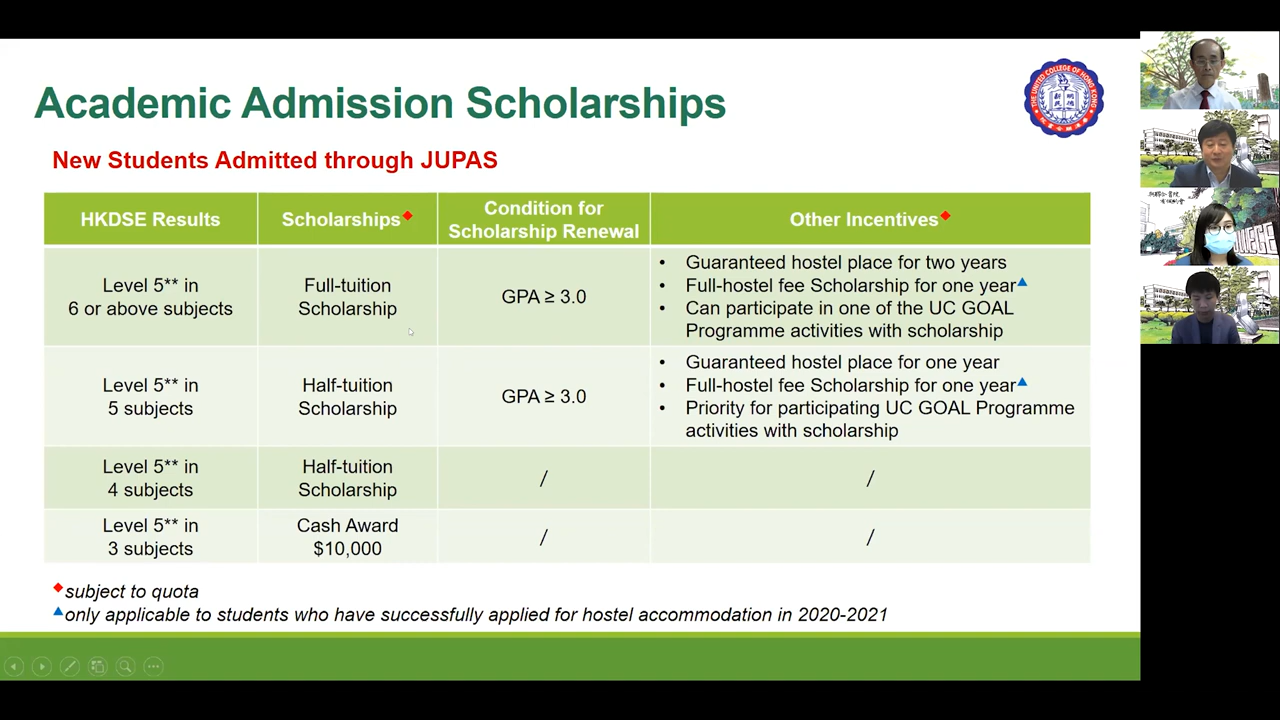 Academic Admission Scholarships
THE UNITED COLLEGE OF HONG KONG
New Students Admitted through JUPAS
HKDSE Results
Scholarships◆
Condition for
Scholarship Renewal
Other Incentives◆
Level 5** in
6 or above subjects
Full-tuition
Scholarship
GPA ≥ 3.0
• Guaranteed hostel place for two years
• Full-hostel fee Scholarship for one year▲
• Can participate in one of the UC GOAL
Programme activities with scholarship
Level 5** in
5 subjects
Half-tuition
Scholarship
GPA ≥ 3.0
• Guaranteed hostel place for one year
• Full-hostel fee Scholarship for one year▲
• Priority for participating UC GOAL Programme
activities with scholarship
Level 5** in
4 subjects
Half-tuition
Scholarship
/
/
Level 5** in
3 subjects
Cash Award
$10,000
/
/
◆subject to quota
▲only applicable to students who have successfully applied for hostel accommodation in 2020-2021